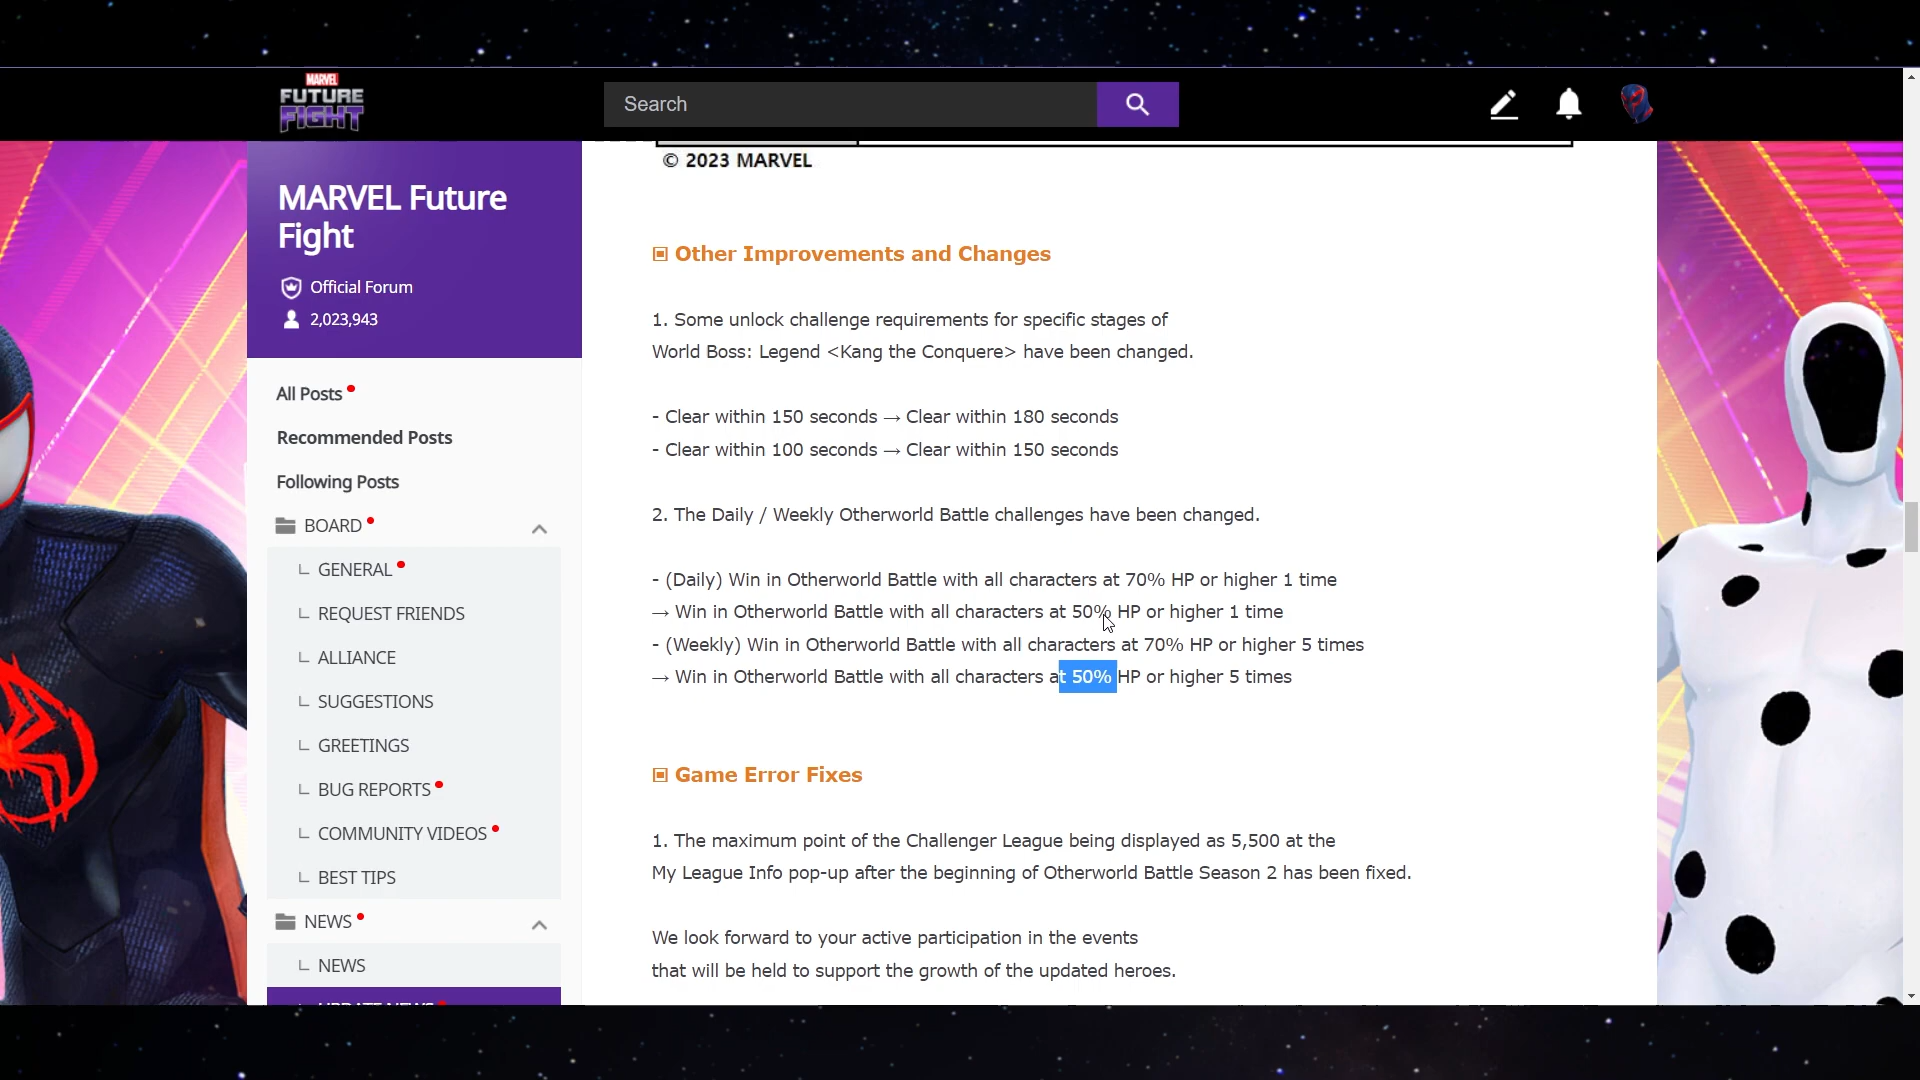 MARVEL
FUTURE
FIGHT
Search
MARVEL Future
Fight
Official Forum
2,023,943
All Posts
Recommended Posts
Following Posts
BOARD
GENERAL
REQUEST FRIENDS
ALLIANCE
SUGGESTIONS
GREETINGS
BUG REPORTS
COMMUNITY VIDEOS
BEST TIPS
NEWS
NEWS
UPDATE NEWS
© 2023 MARVEL
▣ Other Improvements and Changes
1. Some unlock challenge requirements for specific stages of
World Boss: Legend <Kang the Conquere> have been changed.
- Clear within 150 seconds → Clear within 180 seconds
- Clear within 100 seconds → Clear within 150 seconds
2. The Daily / Weekly Otherworld Battle challenges have been changed.
- (Daily) Win in Otherworld Battle with all characters at 70% HP or higher 1 time
→ Win in Otherworld Battle with all characters at 50% HP or higher 1 time
- (Weekly) Win in Otherworld Battle with all characters at 70% HP or higher 5 times
→ Win in Otherworld Battle with all characters at 50% HP or higher 5 times
▣ Game Error Fixes
1. The maximum point of the Challenger League being displayed as 5,500 at the
My League Info pop-up after the beginning of Otherworld Battle Season 2 has been fixed.
We look forward to your active participation in the events
that will be held to support the growth of the updated heroes.